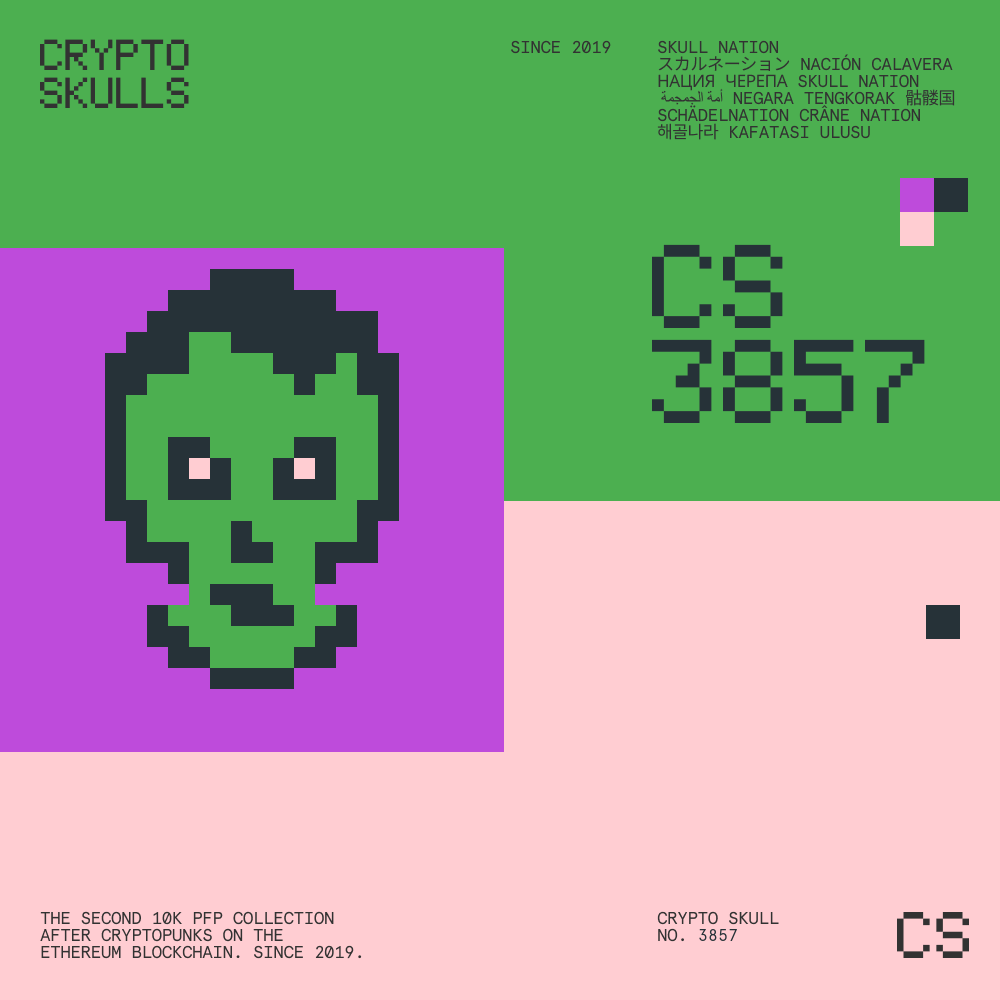 CRYPTO
SKULLS
SINCE 2019
SKULL NATION
スカルネーション NACIÓN CALAVERA
НАЦИЯ ЧЕРЕПА SKULL NATION
أمة الجمجمة NEGARA TENGKORAK 骷髅国
SCHÄDELNATION CRÂNE NATION
해골나라 KAFATASI ULUSU
CS
3857
THE SECOND 10K PFP COLLECTION
AFTER CRYPTOPUNKS ON THE
ETHEREUM BLOCKCHAIN. SINCE 2019.
CRYPTO SKULL
NO. 3857
CS